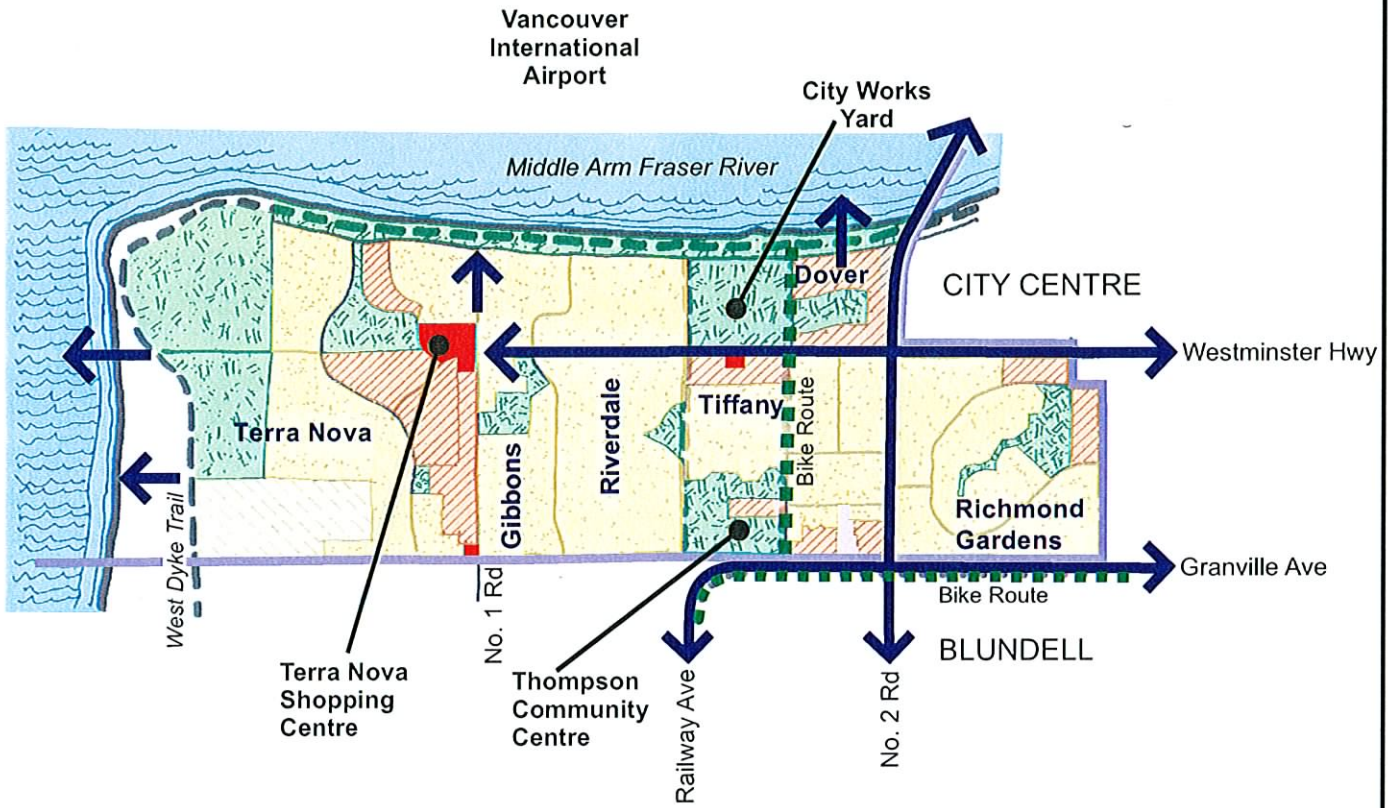 Vancouver
International
Airport
City Works
Yard
Middle Arm Fraser River
Dover
CITY CENTRE
Westminster Hwy
Terra Nova
Gibbons
Riverdale
Tiffany
Bike Route
Richmond
Gardens
West Dyke Trail
Granville Ave
Bike Route
No. 1 Rd
BLUNDELL
Terra Nova
Shopping
Centre
Thompson
Community
Centre
Railway Ave
No. 2 Rd